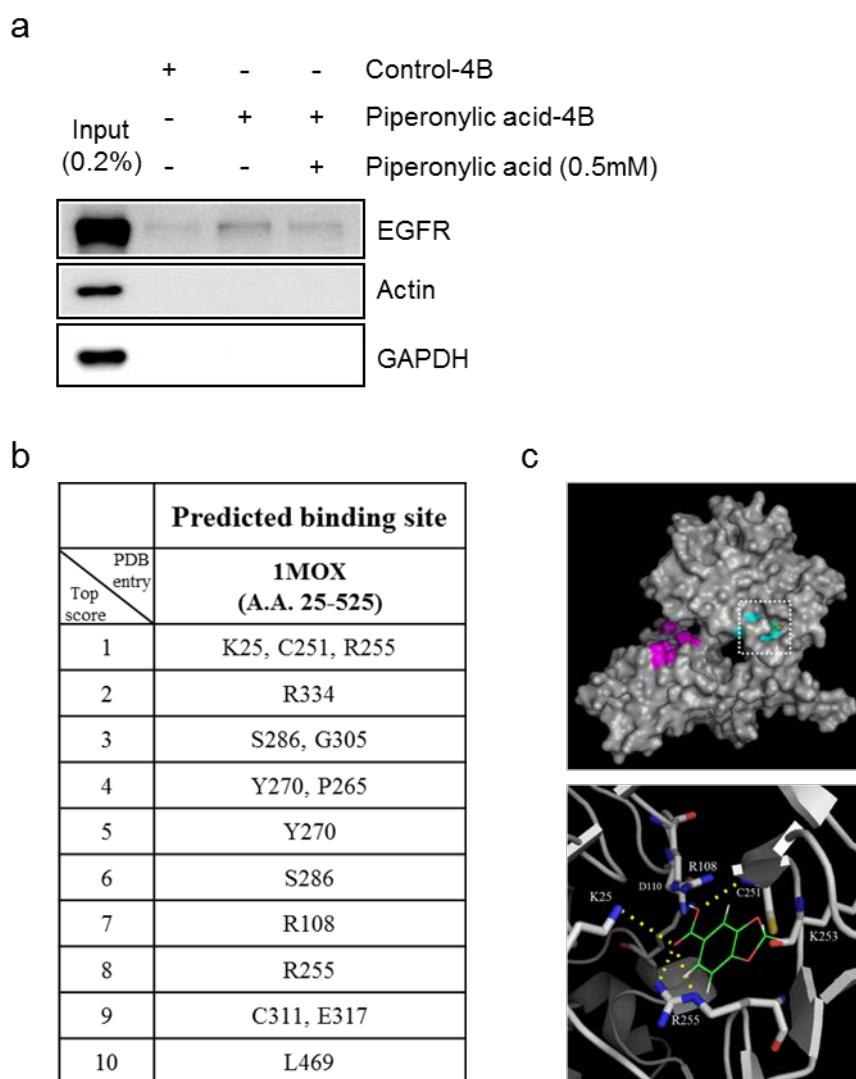 a
+ - - Control-4B
Input - + + Piperonylic acid-4B
(0.2%) - - + Piperonylic acid (0.5mM)
EGFR
Actin
GAPDH
b
Predicted binding site
PDB entry
Top score
1MOX
(A.A. 25-525)
1 K25, C251, R255
2 R334
3 S286, G305
4 Y270, P265
5 Y270
6 S286
7 R108
8 R255
9 C311, E317
10 L469
c
R108
D110
C251
K25
K253
R255